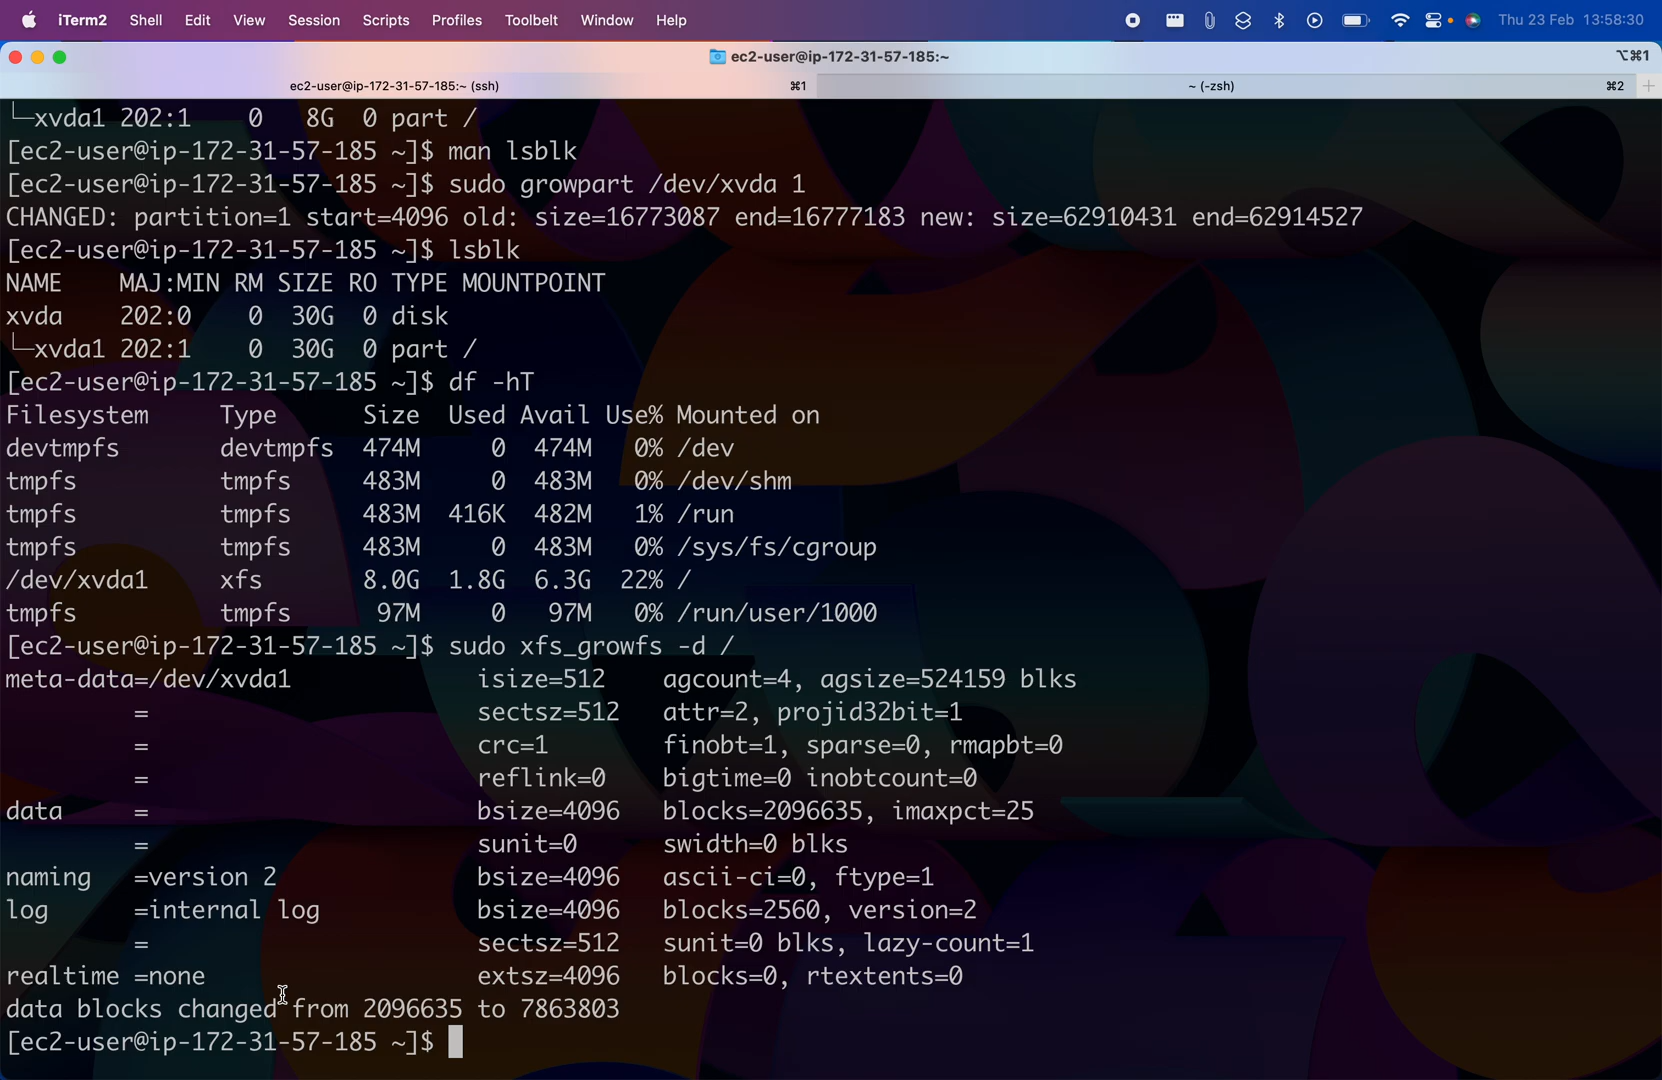 iTerm2 Shell Edit View Session Scripts Profiles Toolbelt Window Help Thu 23 Feb 13:58:30
ec2-user@ip-172-31-57-185:~ ⌥⌘1
ec2-user@ip-172-31-57-185:~ (ssh) ⌘1 ~ (-zsh) ⌘2 +
└─xvda1 202:1    0   8G  0 part /
[ec2-user@ip-172-31-57-185 ~]$ man lsblk
[ec2-user@ip-172-31-57-185 ~]$ sudo growpart /dev/xvda 1
CHANGED: partition=1 start=4096 old: size=16773087 end=16777183 new: size=62910431 end=62914527
[ec2-user@ip-172-31-57-185 ~]$ lsblk
NAME    MAJ:MIN RM SIZE RO TYPE MOUNTPOINT
xvda    202:0    0  30G  0 disk
└─xvda1 202:1    0  30G  0 part /
[ec2-user@ip-172-31-57-185 ~]$ df -hT
Filesystem     Type      Size  Used Avail Use% Mounted on
devtmpfs       devtmpfs  474M     0  474M   0% /dev
tmpfs          tmpfs     483M     0  483M   0% /dev/shm
tmpfs          tmpfs     483M  416K  482M   1% /run
tmpfs          tmpfs     483M     0  483M   0% /sys/fs/cgroup
/dev/xvda1     xfs       8.0G  1.8G  6.3G  22% /
tmpfs          tmpfs      97M     0   97M   0% /run/user/1000
[ec2-user@ip-172-31-57-185 ~]$ sudo xfs_growfs -d /
meta-data=/dev/xvda1             isize=512    agcount=4, agsize=524159 blks
         =                       sectsz=512   attr=2, projid32bit=1
         =                       crc=1        finobt=1, sparse=0, rmapbt=0
         =                       reflink=0    bigtime=0 inobtcount=0
data     =                       bsize=4096   blocks=2096635, imaxpct=25
         =                       sunit=0      swidth=0 blks
naming   =version 2              bsize=4096   ascii-ci=0, ftype=1
log      =internal log           bsize=4096   blocks=2560, version=2
         =                       sectsz=512   sunit=0 blks, lazy-count=1
realtime =none                   extsz=4096   blocks=0, rtextents=0
data blocks changed from 2096635 to 7863803
[ec2-user@ip-172-31-57-185 ~]$